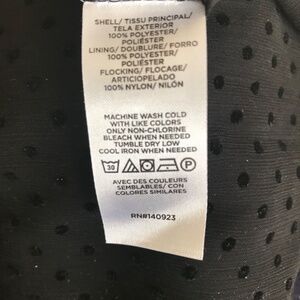 SHELL/ TISSU PRINCIPAL/
TELA EXTERIOR
100% POLYESTER/
POLIÉSTER
LINING/ DOUBLURE/ FORRO
100% POLYESTER/
POLIÉSTER
FLOCKING/ FLOCAGE/
ARTICIOPELADO
100% NYLON/ NILÓN
MACHINE WASH COLD
WITH LIKE COLORS
ONLY NON-CHLORINE
BLEACH WHEN NEEDED
TUMBLE DRY LOW
COOL IRON WHEN NEEDED
30 P
AVEC DES COULEURS
SEMBLABLES/ CON
COLORES SIMILARES
RN#140923